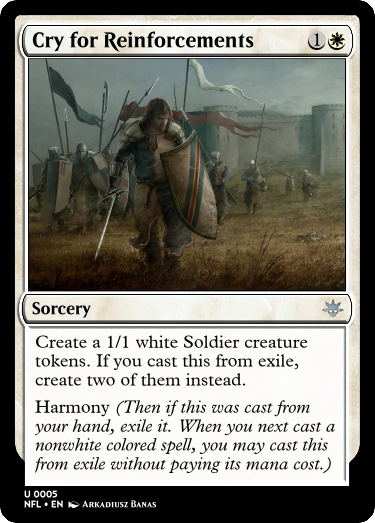 Cry for Reinforcements 1
Sorcery
Create a 1/1 white Soldier creature
tokens. If you cast this from exile,
create two of them instead.
Harmony (Then if this was cast from
your hand, exile it. When you next cast a
nonwhite colored spell, you may cast this
from exile without paying its mana cost.)
U 0005
NFL • EN ARKADIUSZ BANAS